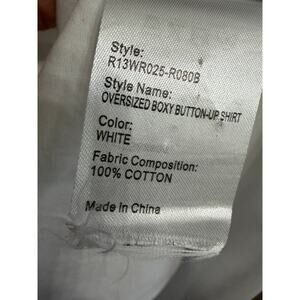 Style:
R13WR025-R080B
Style Name:
OVERSIZED BOXY BUTTON-UP SHIRT
Color:
WHITE
Fabric Composition:
100% COTTON
Made in China